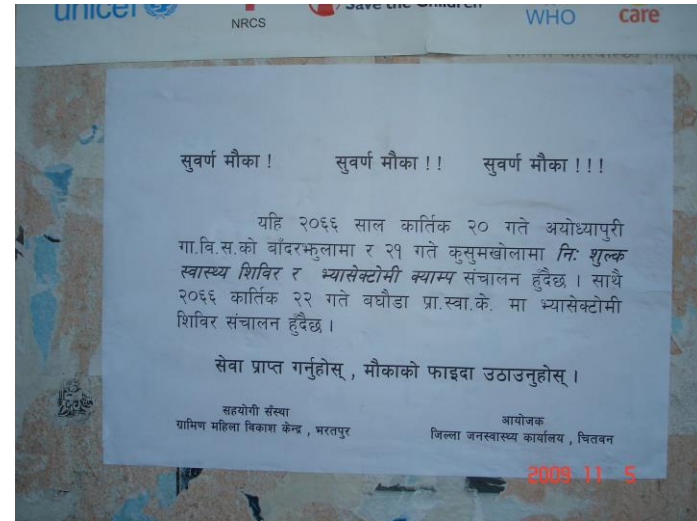 unicef
NRCS
Save the Children
WHO
care
सुवर्ण मौका ! सुवर्ण मौका !! सुवर्ण मौका !!!
यहि २०६६ साल कार्तिक २० गते अयोध्यापुरी
गा.वि.स.को बाँदरझुलामा र २१ गते कुसुमखोलामा निः शुल्क
स्वास्थ्य शिविर र भ्यासेक्टोमी क्याम्प संचालन हुँदैछ । साथै
२०६६ कार्तिक २२ गते बघौडा प्रा.स्वा.के. मा भ्यासेक्टोमी
शिविर संचालन हुँदैछ ।
सेवा प्राप्त गर्नुहोस् , मौकाको फाइदा उठाउनुहोस् ।
सहयोगी संस्था
ग्रामिण महिला विकाश केन्द्र , भरतपुर
आयोजक
जिल्ला जनस्वास्थ्य कार्यालय , चितवन
2009 11 5